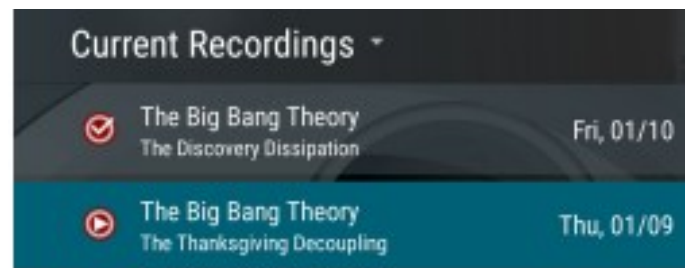 Current Recordings
The Big Bang Theory
The Discovery Dissipation
Fri, 01/10
The Big Bang Theory
The Thanksgiving Decoupling
Thu, 01/09